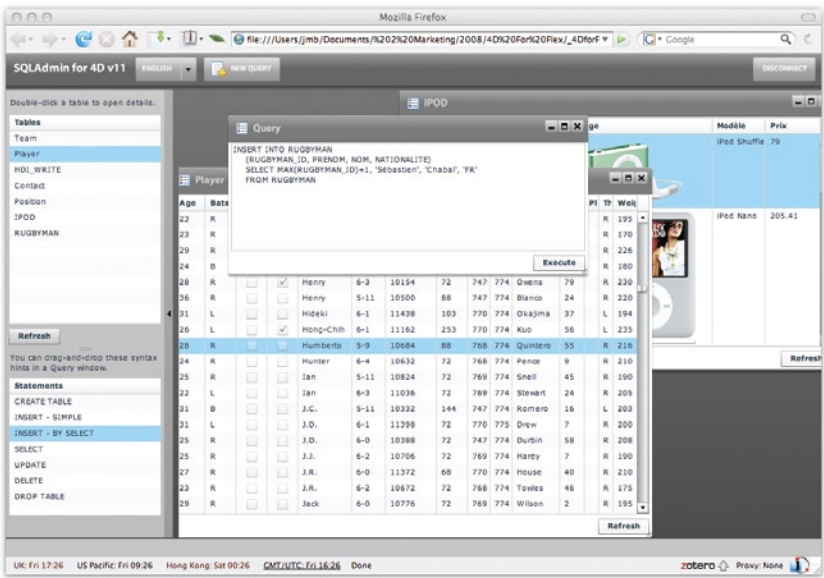 Mozilla Firefox
file:///Users/jmb/Documents/%202%20Marketing/2008/4D%20For%20Flex/_4DforF
Google
SQLAdmin for 4D v11 ENGLISH NEW QUERY DISCONNECT
Double-click a table to open details.
Tables
Team
Player
HDI_WRITE
Contact
Position
IPOD
RUGBYMAN
Refresh
You can drag-and-drop these syntax
hints in a Query window.
Statements
CREATE TABLE
INSERT - SIMPLE
INSERT - BY SELECT
SELECT
UPDATE
DELETE
DROP TABLE
IPOD
Modèle Prix
iPod Shuffle 79
iPod Nano 205.41
Refresh
Query
INSERT INTO RUGBYMAN
(RUGBYMAN_ID, PRENOM, NOM, NATIONALITE)
SELECT MAX(RUGBYMAN_ID)+1, 'Sébastien', 'Chabal', 'FR'
FROM RUGBYMAN
Execute
Player
Age Bats Pl Th Weig
23 R R 195
23 R R 170
29 R R 226
24 B R 180
28 R Henry 6-3 10154 72 747 774 Owens 79 R 230
36 R Henry 5-11 10500 88 747 774 Blanco 24 R 220
31 L Hideki 6-1 11438 103 770 774 Okajima 37 L 194
26 L Hong-Chih 6-1 11162 253 770 774 Kuo 56 L 235
28 R Humberto 5-9 10684 88 768 774 Quintero 55 R 216
24 R Hunter 6-4 10632 72 768 774 Pence 9 R 210
25 R Ian 5-11 10824 72 769 774 Snell 45 R 190
22 L Ian 6-3 11036 72 769 774 Stewart 24 R 205
31 B J.C. 5-11 10332 144 747 774 Romero 16 L 203
31 L J.D. 6-1 11398 72 770 775 Drew 7 R 200
25 R J.D. 6-0 10388 72 747 774 Durbin 58 R 208
25 R J.J. 6-2 10706 72 769 774 Hardy 7 R 190
27 R J.R. 6-0 11372 68 770 774 House 40 R 210
23 R J.R. 6-2 10672 72 768 774 Towles 46 R 175
29 R Jack 6-0 10776 72 769 774 Wilson 2 R 195
Refresh
UK: Fri 17:26 US Pacific: Fri 09:26 Hong Kong: Sat 00:26 GMT/UTC: Fri 16:26 Done zotero Proxy: None